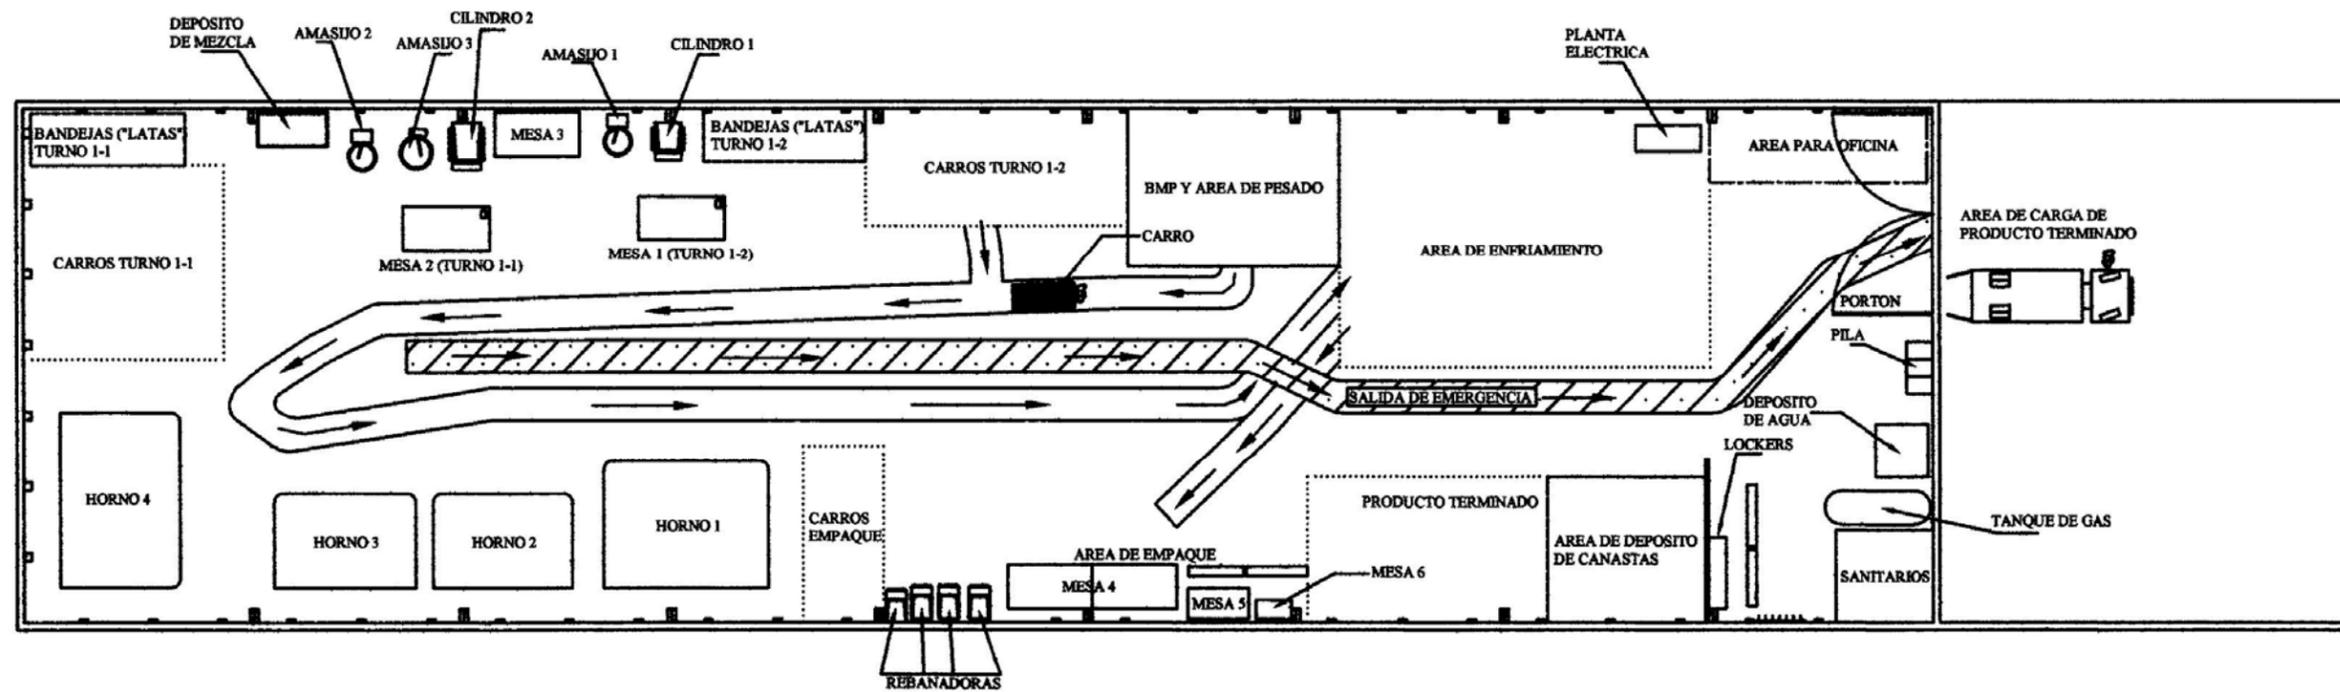 DEPOSITO
DE MEZCLA
AMASIJO 2
AMASIJO 3
CILINDRO 2
AMASIJO 1
CILINDRO 1
PLANTA
ELECTRICA
BANDEJAS ("LATAS")
TURNO 1-1
MESA 3
BANDEJAS ("LATAS")
TURNO 1-2
CARROS TURNO 1-2
BMP Y AREA DE PESADO
AREA PARA OFICINA
CARROS TURNO 1-1
MESA 2 (TURNO 1-1)
MESA 1 (TURNO 1-2)
CARRO
AREA DE ENFRIAMIENTO
AREA DE CARGA DE
PRODUCTO TERMINADO
PORTON
PILA
SALIDA DE EMERGENCIA
DEPOSITO
DE AGUA
LOCKERS
HORNO 4
HORNO 3
HORNO 2
HORNO 1
CARROS
EMPAQUE
PRODUCTO TERMINADO
AREA DE DEPOSITO
DE CANASTAS
TANQUE DE GAS
AREA DE EMPAQUE
MESA 4
MESA 5
MESA 6
SANITARIOS
REBANADORAS